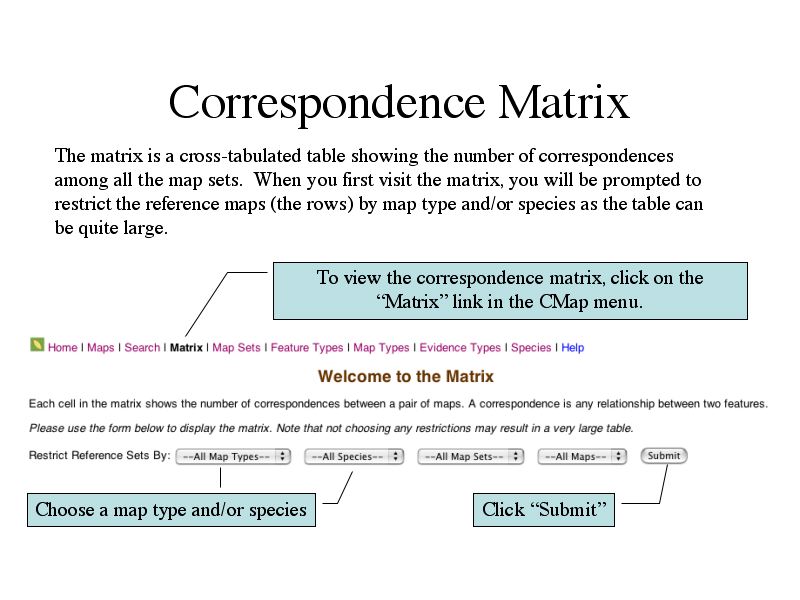 Correspondence Matrix
The matrix is a cross-tabulated table showing the number of correspondences
among all the map sets.  When you first visit the matrix, you will be prompted to
restrict the reference maps (the rows) by map type and/or species as the table can
be quite large.
To view the correspondence matrix, click on the
“Matrix” link in the CMap menu.
Home | Maps | Search | Matrix | Map Sets | Feature Types | Map Types | Evidence Types | Species | Help
Welcome to the Matrix
Each cell in the matrix shows the number of correspondences between a pair of maps. A correspondence is any relationship between two features.
Please use the form below to display the matrix. Note that not choosing any restrictions may result in a very large table.
Restrict Reference Sets By: --All Map Types-- --All Species-- --All Map Sets-- --All Maps-- Submit
Choose a map type and/or species
Click “Submit”